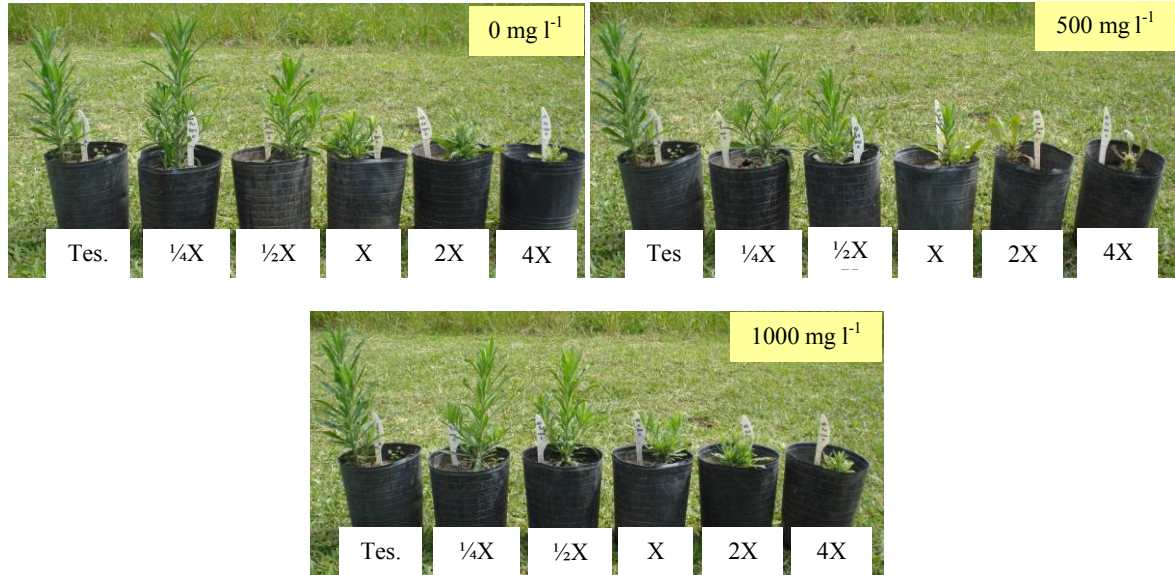 0 mg l⁻¹
Tes. ¼X ½X X 2X 4X
500 mg l⁻¹
Tes ¼X ½X X 2X 4X
1000 mg l⁻¹
Tes. ¼X ½X X 2X 4X